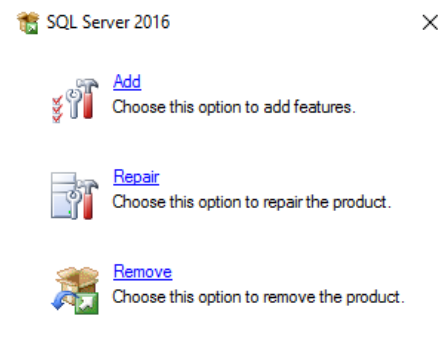 SQL Server 2016
Add
Choose this option to add features.
Repair
Choose this option to repair the product.
Remove
Choose this option to remove the product.